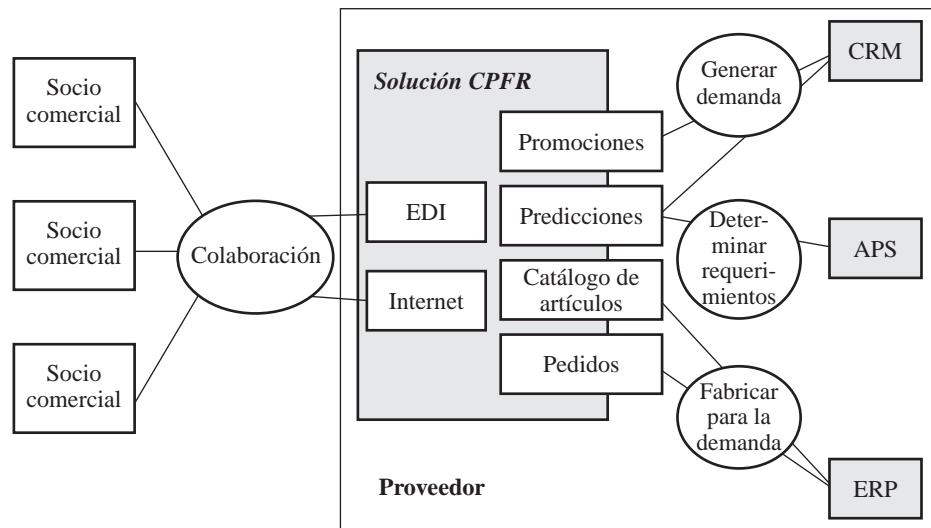 Socio
comercial
Socio
comercial
Socio
comercial
Colaboración
Solución CPFR
EDI
Internet
Promociones
Predicciones
Catálogo de
artículos
Pedidos
Generar
demanda
Deter-
minar
requeri-
mientos
Fabricar
para la
demanda
CRM
APS
ERP
Proveedor